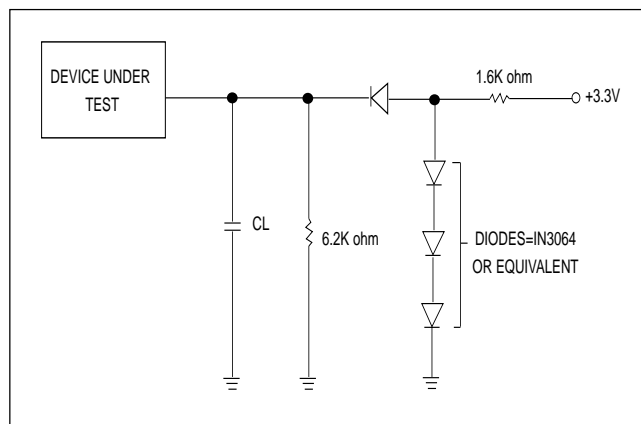 DEVICE UNDER
TEST
1.6K ohm
+3.3V
CL
6.2K ohm
DIODES=IN3064
OR EQUIVALENT